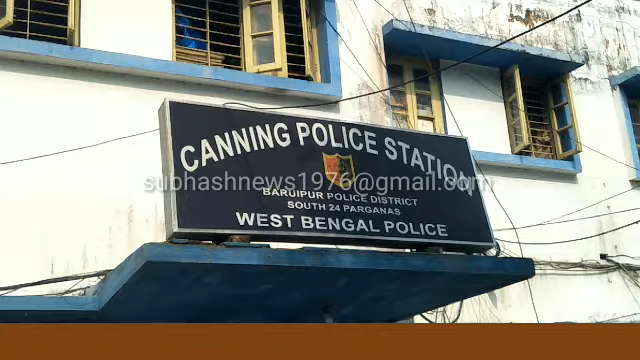 CANNING POLICE STATION
subhashnews1976@gmail.com
BARUIPUR POLICE DISTRICT
SOUTH 24 PARGANAS
WEST BENGAL POLICE